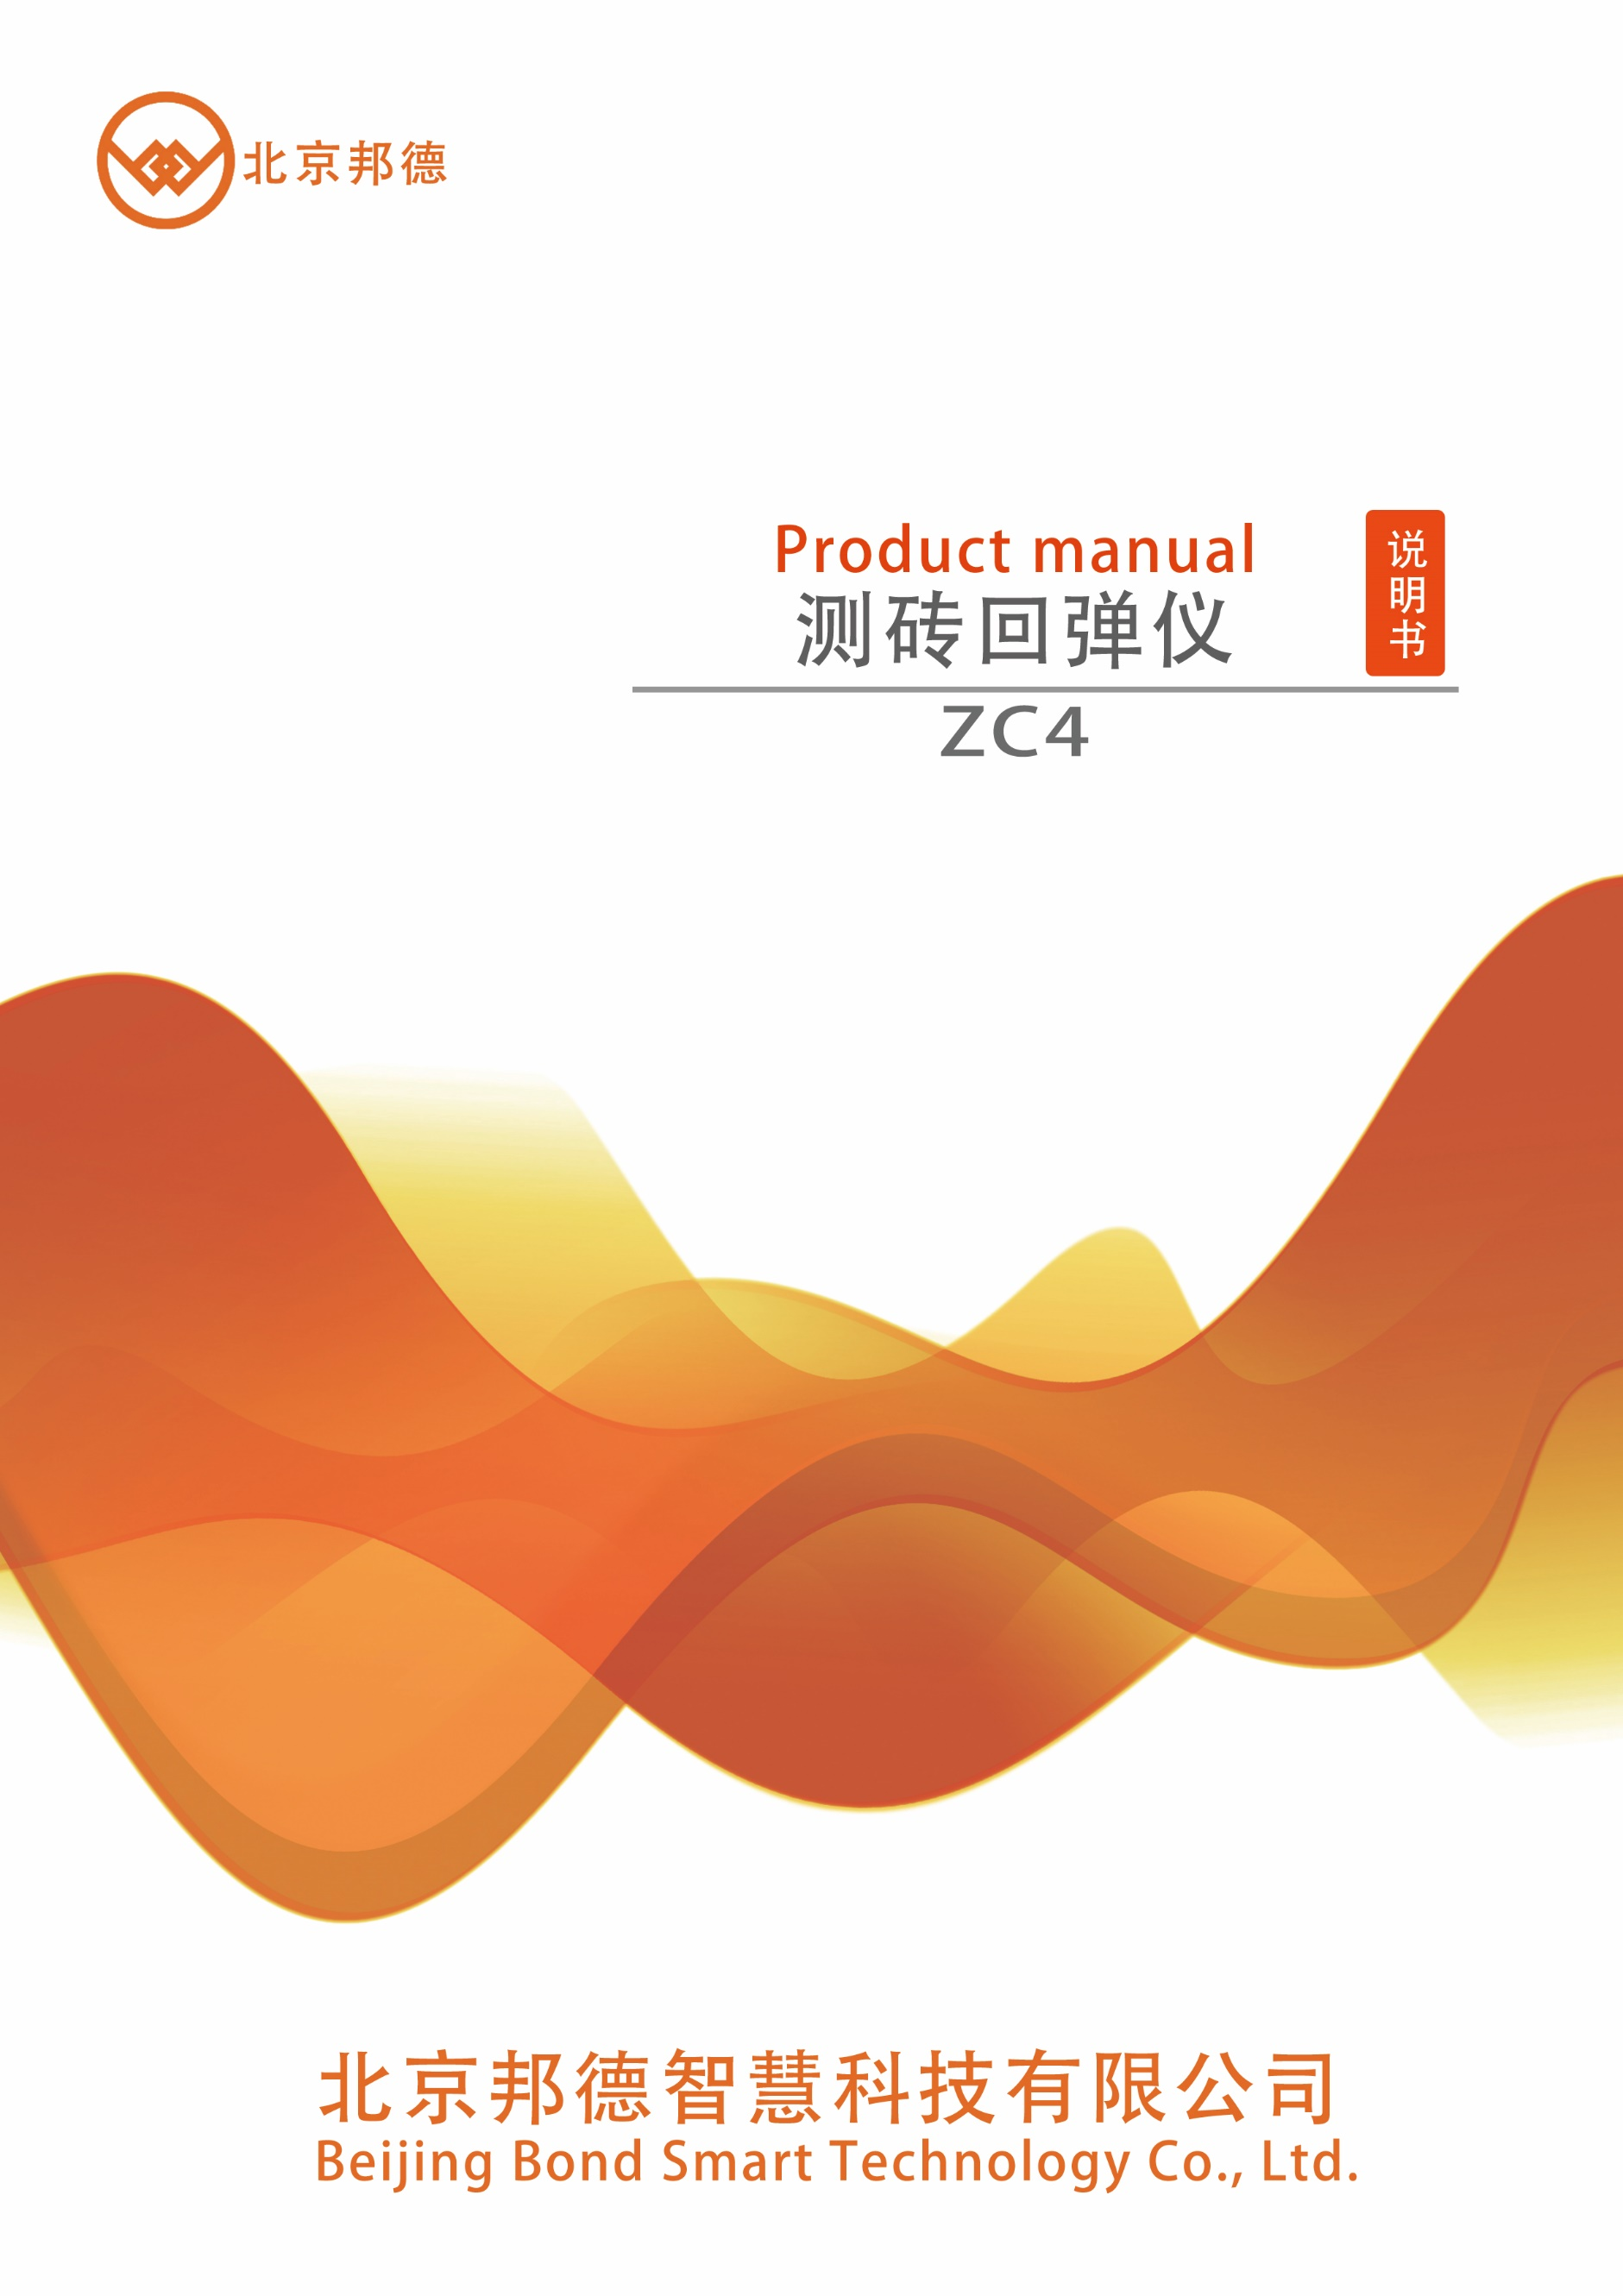 北京邦德
Product manual
测砖回弹仪
说明书
ZC4
北京邦德智慧科技有限公司
Beijing Bond Smart Technology Co., Ltd.